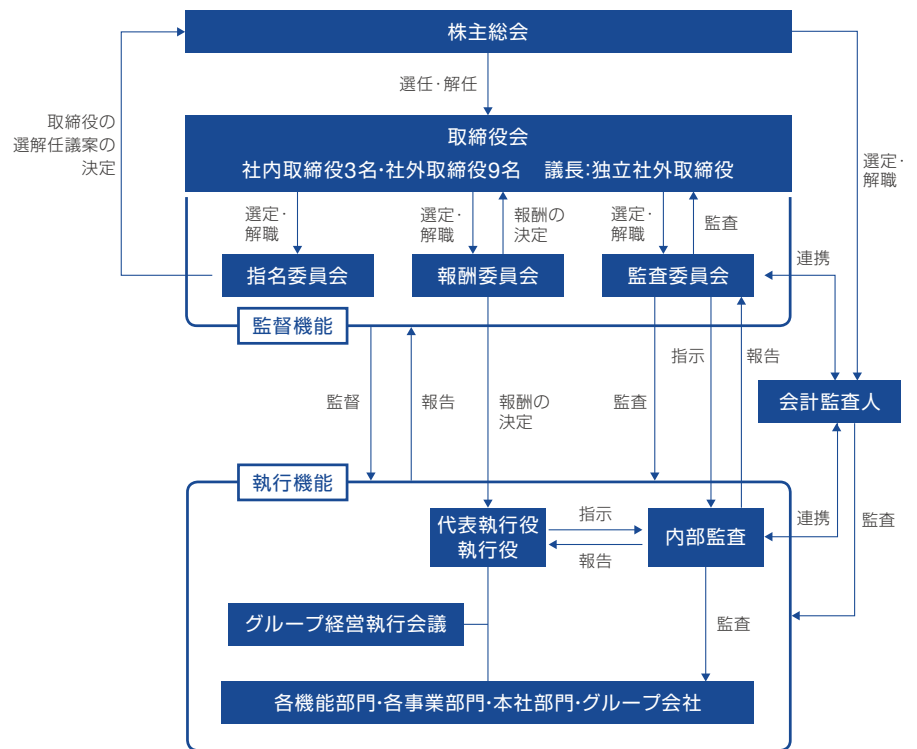 株主総会
選任・解任
取締役の
選解任議案の
決定
取締役会
社内取締役3名・社外取締役9名　議長:独立社外取締役
選定・
解職
選定・
解職
選定・
解職
報酬の
決定
選定・
解職
監査
指名委員会
報酬委員会
監査委員会
連携
監督機能
監督
報告
報酬の
決定
監査
指示
報告
会計監査人
執行機能
代表執行役
執行役
指示
報告
内部監査
連携
監査
グループ経営執行会議
監査
各機能部門・各事業部門・本社部門・グループ会社